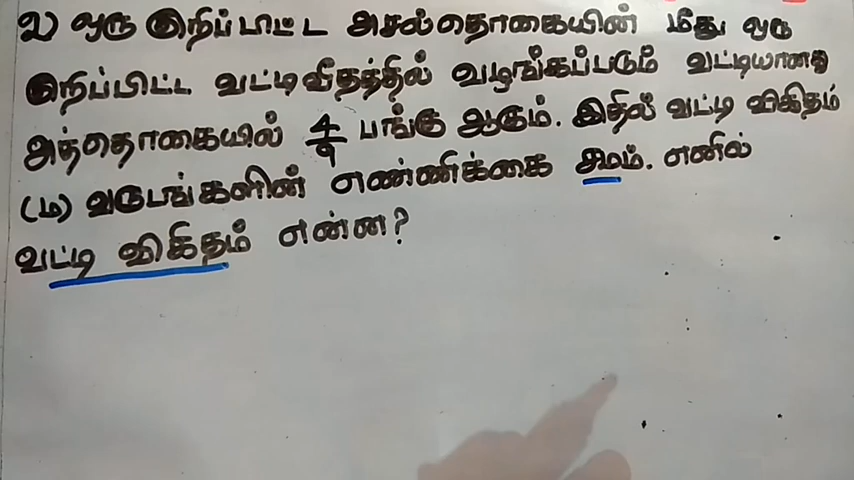 2) ஒரு குறிப்பிட்ட அசல்தொகையின் மீது ஒரு
குறிப்பிட்ட வட்டிவீதத்தில் வழங்கப்படும் வட்டியானது
அத்தொகையில் 4/9 பங்கு ஆகும். இதில் வட்டி விகிதம்
(ம) வருடங்களின் எண்ணிக்கை சமம். எனில்
வட்டி விகிதம் என்ன?